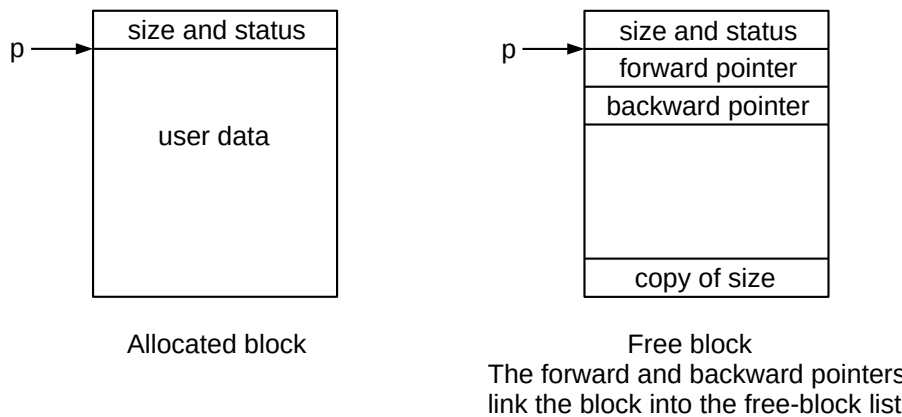 size and status
p
user data
Allocated block
size and status
p
forward pointer
backward pointer
copy of size
Free block
The forward and backward pointers
link the block into the free-block list